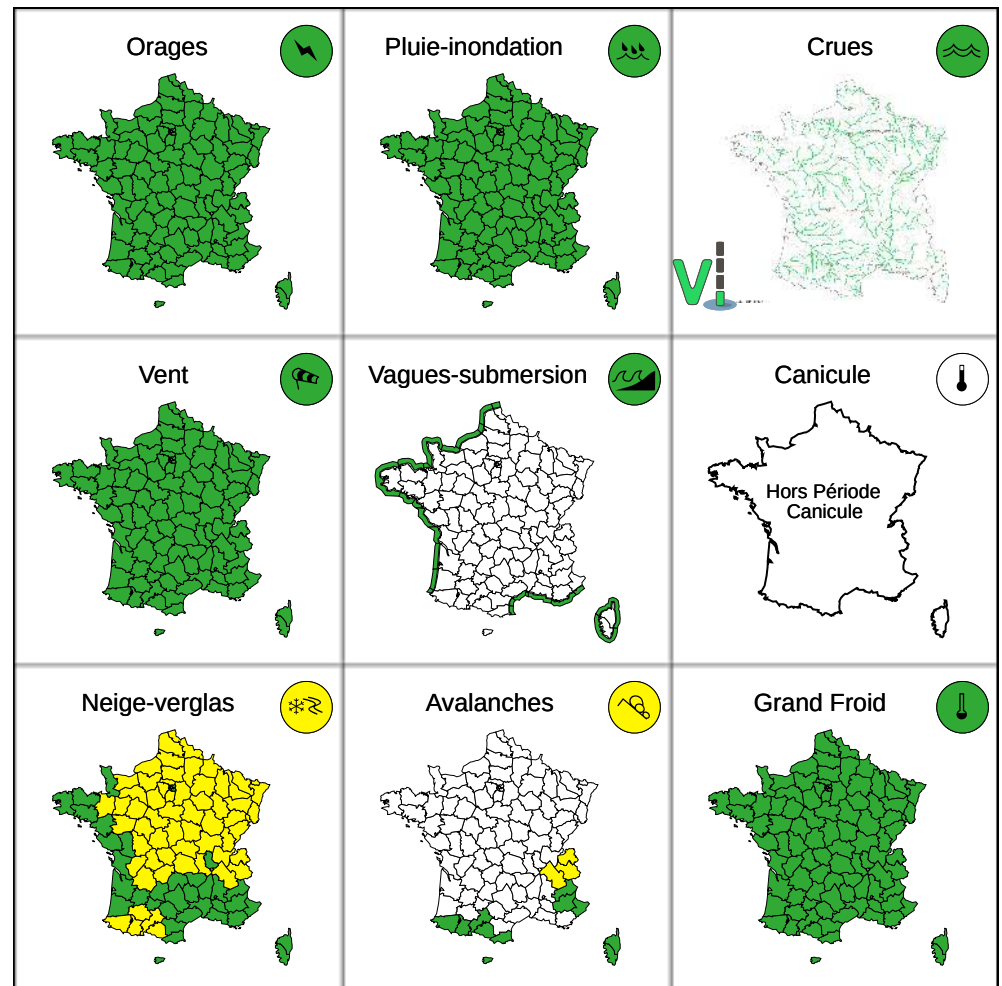 Orages
Pluie-inondation
Crues
Vent
Vagues-submersion
Canicule
Hors Période
Canicule
Neige-verglas
Avalanches
Grand Froid